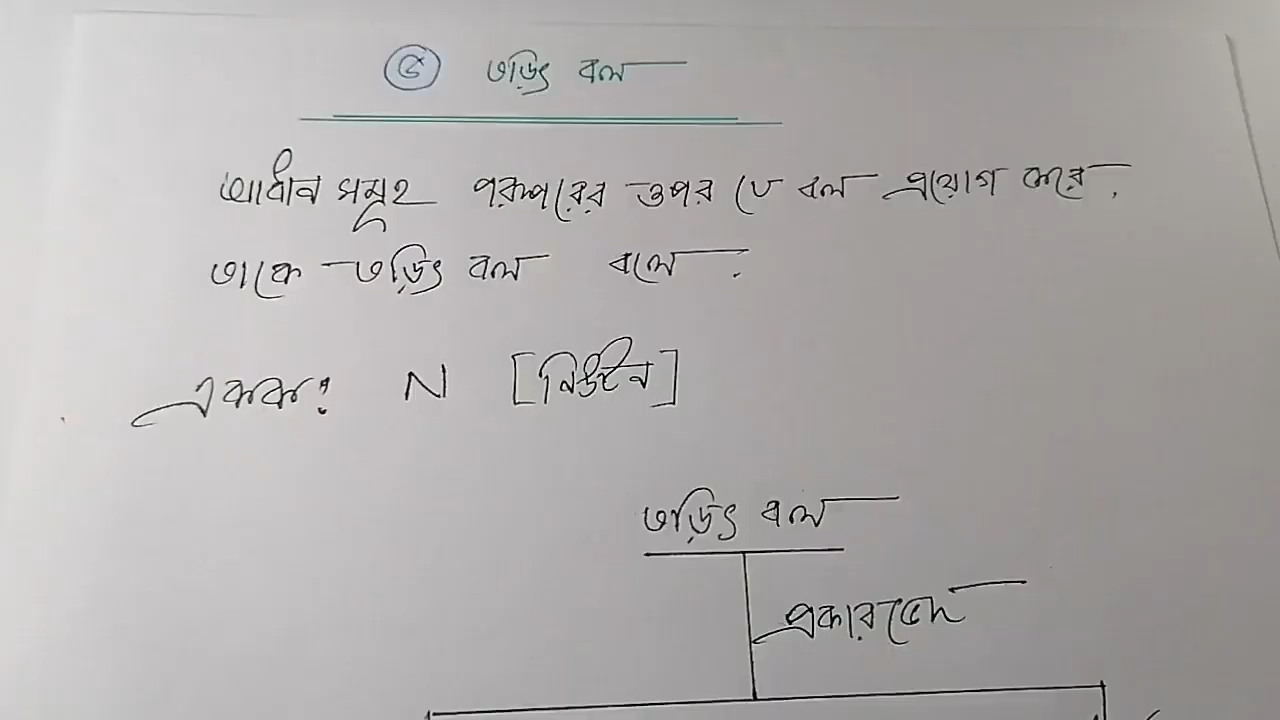 ৫ তড়িৎ বল
আধান সমূহ পরস্পরের ওপর যে বল প্রয়োগ করে,
তাকে তড়িৎ বল বলে.
একক: N [নিউটন]
তড়িৎ বল
প্রকারভেদ